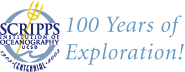 SCRIPPS
INSTITUTION OF
OCEANOGRAPHY
UCSD
CENTENNIAL
100 Years of
Exploration!